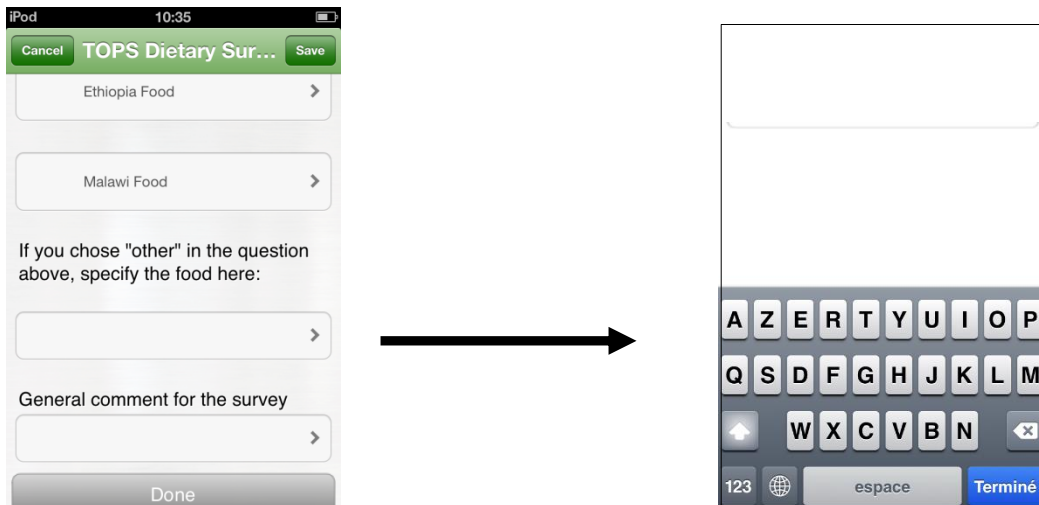 iPod 10:35
Cancel TOPS Dietary Sur... Save
Ethiopia Food
Malawi Food
If you chose "other" in the question
above, specify the food here:
General comment for the survey
Done
A Z E R T Y U I O P
Q S D F G H J K L M
W X C V B N
123 espace Terminé